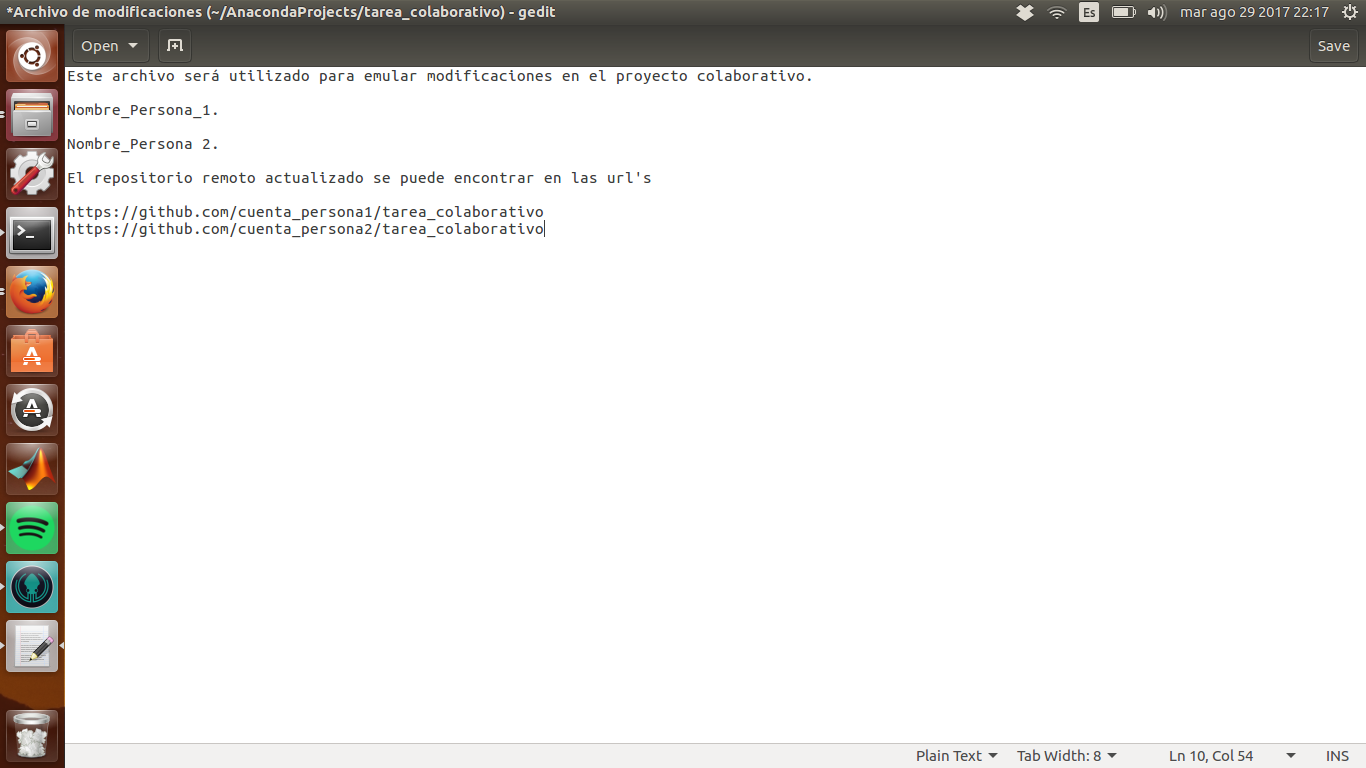 *Archivo de modificaciones (~/AnacondaProjects/tarea_colaborativo) - gedit
Es
mar ago 29 2017 22:17
Open
Save
Este archivo será utilizado para emular modificaciones en el proyecto colaborativo.
Nombre_Persona_1.
Nombre_Persona 2.
El repositorio remoto actualizado se puede encontrar en las url's
https://github.com/cuenta_persona1/tarea_colaborativo
https://github.com/cuenta_persona2/tarea_colaborativo
Plain Text
Tab Width: 8
Ln 10, Col 54
INS